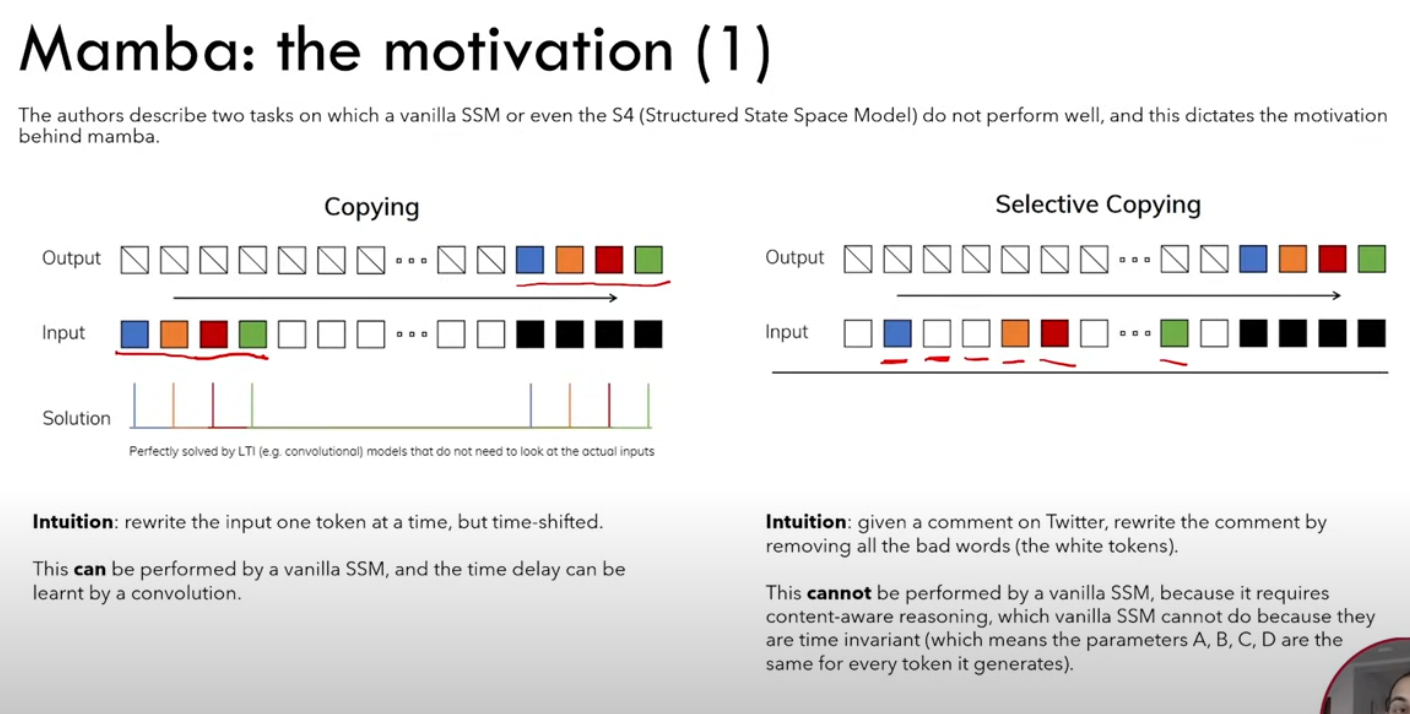 Mamba: the motivation (1)
The authors describe two tasks on which a vanilla SSM or even the S4 (Structured State Space Model) do not perform well, and this dictates the motivation
behind mamba.
Copying
Output
Input
Solution
Perfectly solved by LTI (e.g. convolutional) models that do not need to look at the actual inputs
Intuition: rewrite the input one token at a time, but time-shifted.
This can be performed by a vanilla SSM, and the time delay can be
learnt by a convolution.
Selective Copying
Output
Input
Intuition: given a comment on Twitter, rewrite the comment by
removing all the bad words (the white tokens).
This cannot be performed by a vanilla SSM, because it requires
content-aware reasoning, which vanilla SSM cannot do because they
are time invariant (which means the parameters A, B, C, D are the
same for every token it generates).